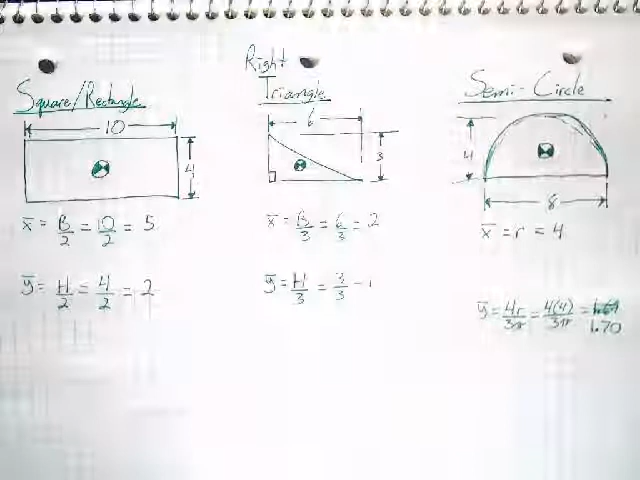 Square/Rectangle
10
4
x̄ = B/2 = 10/2 = 5
ȳ = H/2 = 4/2 = 2
Right
Triangle
6
3
x̄ = B/3 = 6/3 = 2
ȳ = H/3 = 3/3 =
Semi-Circle
4
8
x̄ = r = 4
ȳ = 4r/3π = 4(4)/3π =
1.70